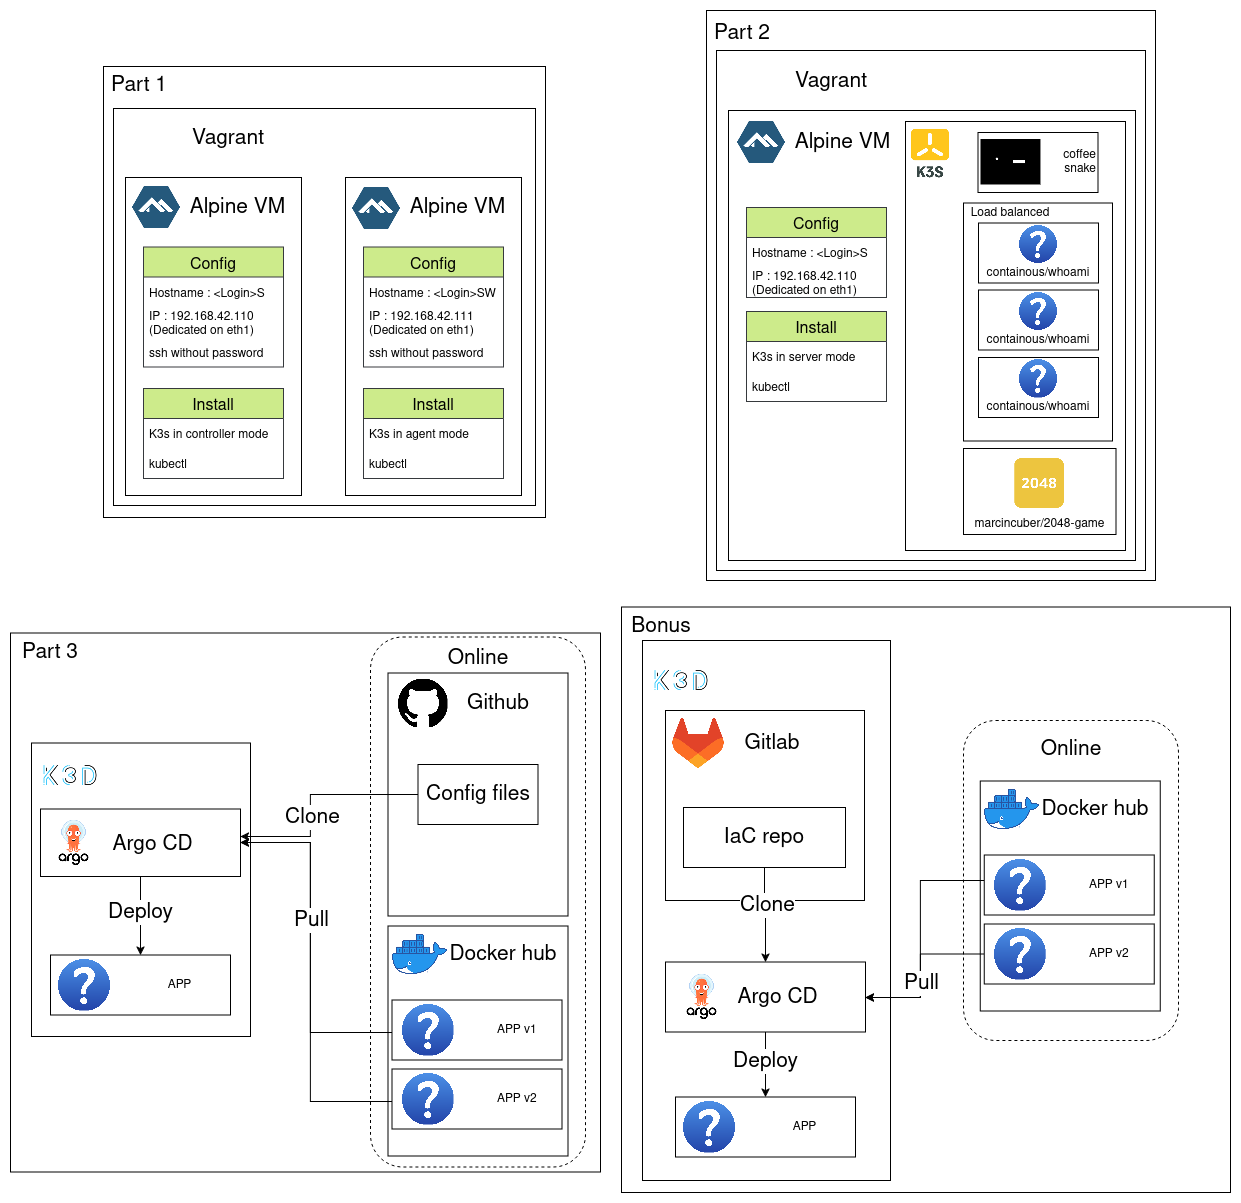 Part 1
Vagrant
Alpine VM
Config
Hostname : <Login>S
IP : 192.168.42.110
(Dedicated on eth1)
ssh without password
Install
K3s in controller mode
kubectl
Alpine VM
Config
Hostname : <Login>SW
IP : 192.168.42.111
(Dedicated on eth1)
ssh without password
Install
K3s in agent mode
kubectl
Part 2
Vagrant
Alpine VM
Config
Hostname : <Login>S
IP : 192.168.42.110
(Dedicated on eth1)
Install
K3s in server mode
kubectl
K3S
coffee
snake
Load balanced
?
containous/whoami
?
containous/whoami
?
containous/whoami
2048
marcincuber/2048-game
Part 3
K3D
argo
Argo CD
Deploy
?
APP
Clone
Pull
Online
Github
Config files
Docker hub
?
APP v1
?
APP v2
Bonus
K3D
Gitlab
IaC repo
Clone
argo
Argo CD
Deploy
?
APP
Pull
Online
Docker hub
?
APP v1
?
APP v2